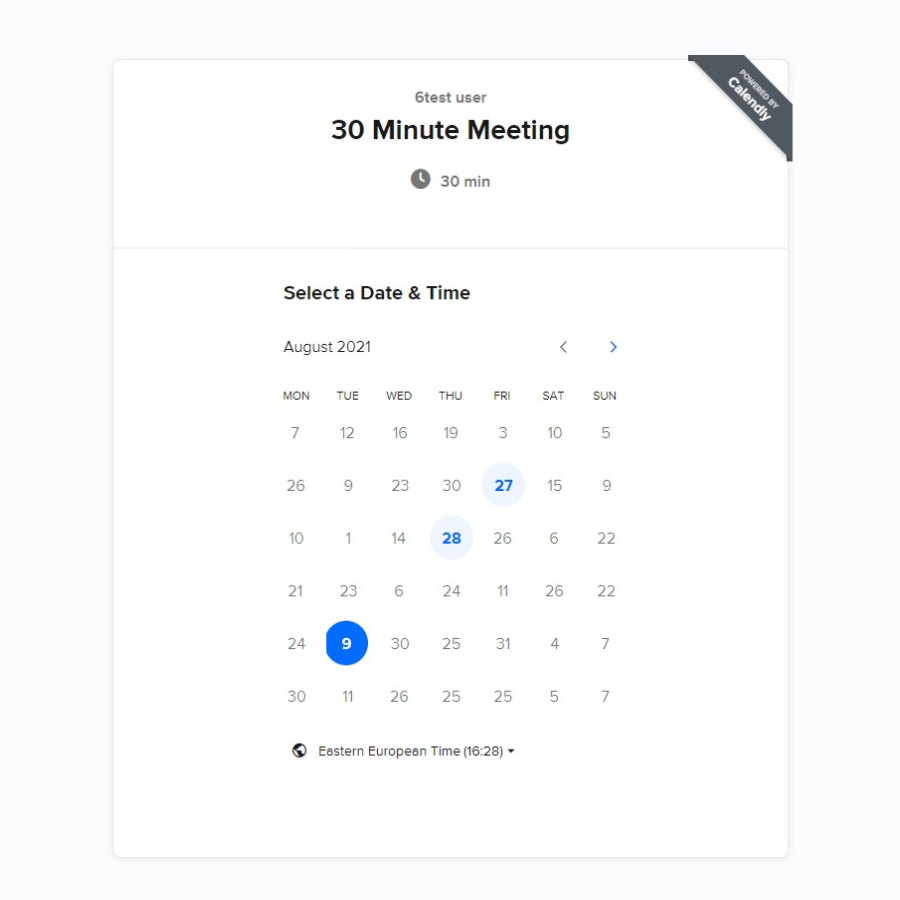 POWERED BY
Calendly
6test user
30 Minute Meeting
30 min
Select a Date & Time
August 2021
MON TUE WED THU FRI SAT SUN
7 12 16 19 3 10 5
26 9 23 30 27 15 9
10 1 14 28 26 6 22
21 23 6 24 11 26 22
24 9 30 25 31 4 7
30 11 26 25 25 5 7
Eastern European Time (16:28)